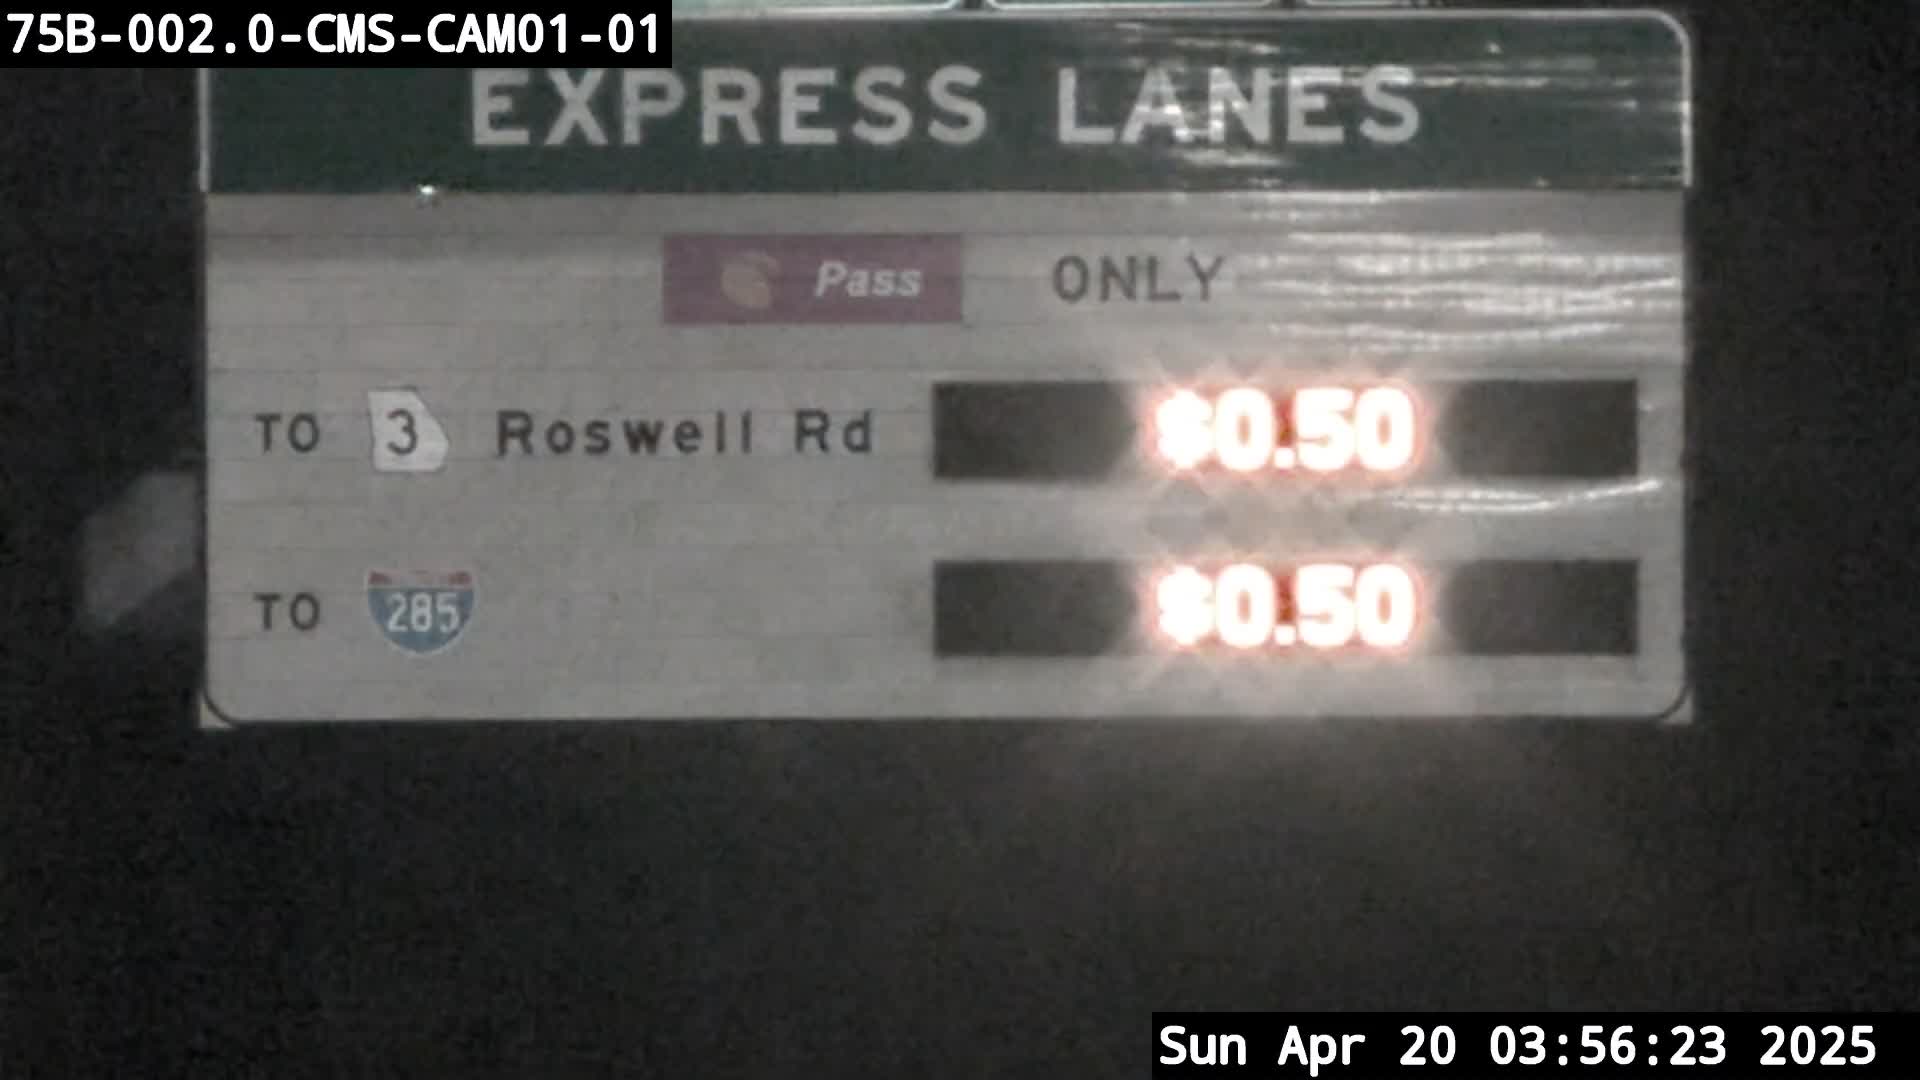 75B-002.0-CMS-CAM01-01
EXPRESS LANES
Pass ONLY
TO 3 Roswell Rd $0.50
TO 285 $0.50
Sun Apr 20 03:56:23 2025